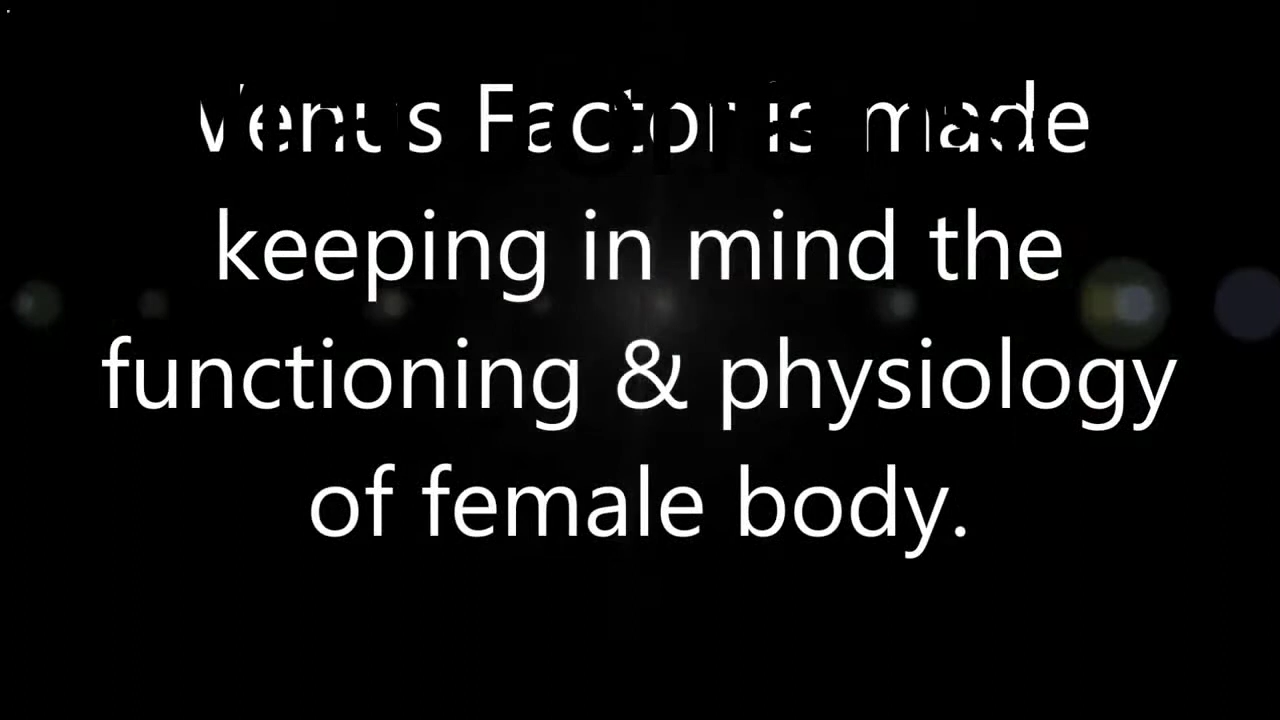 Venus Factor is made
keeping in mind the
functioning & physiology
of female body.